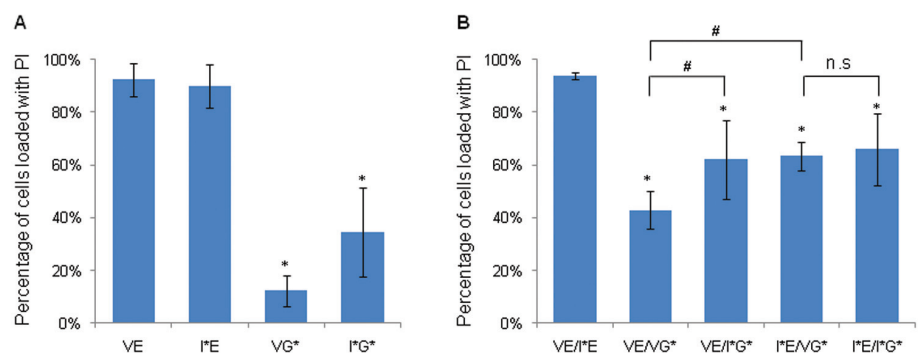 A
Percentage of cells loaded with PI
100%
80%
60%
40%
20%
0%
*
*
VE
I*E
VG*
I*G*
B
Percentage of cells loaded with PI
100%
80%
60%
40%
20%
0%
#
#
n.s
*
*
*
*
VE/I*E
VE/VG*
VE/I*G*
I*E/VG*
I*E/I*G*